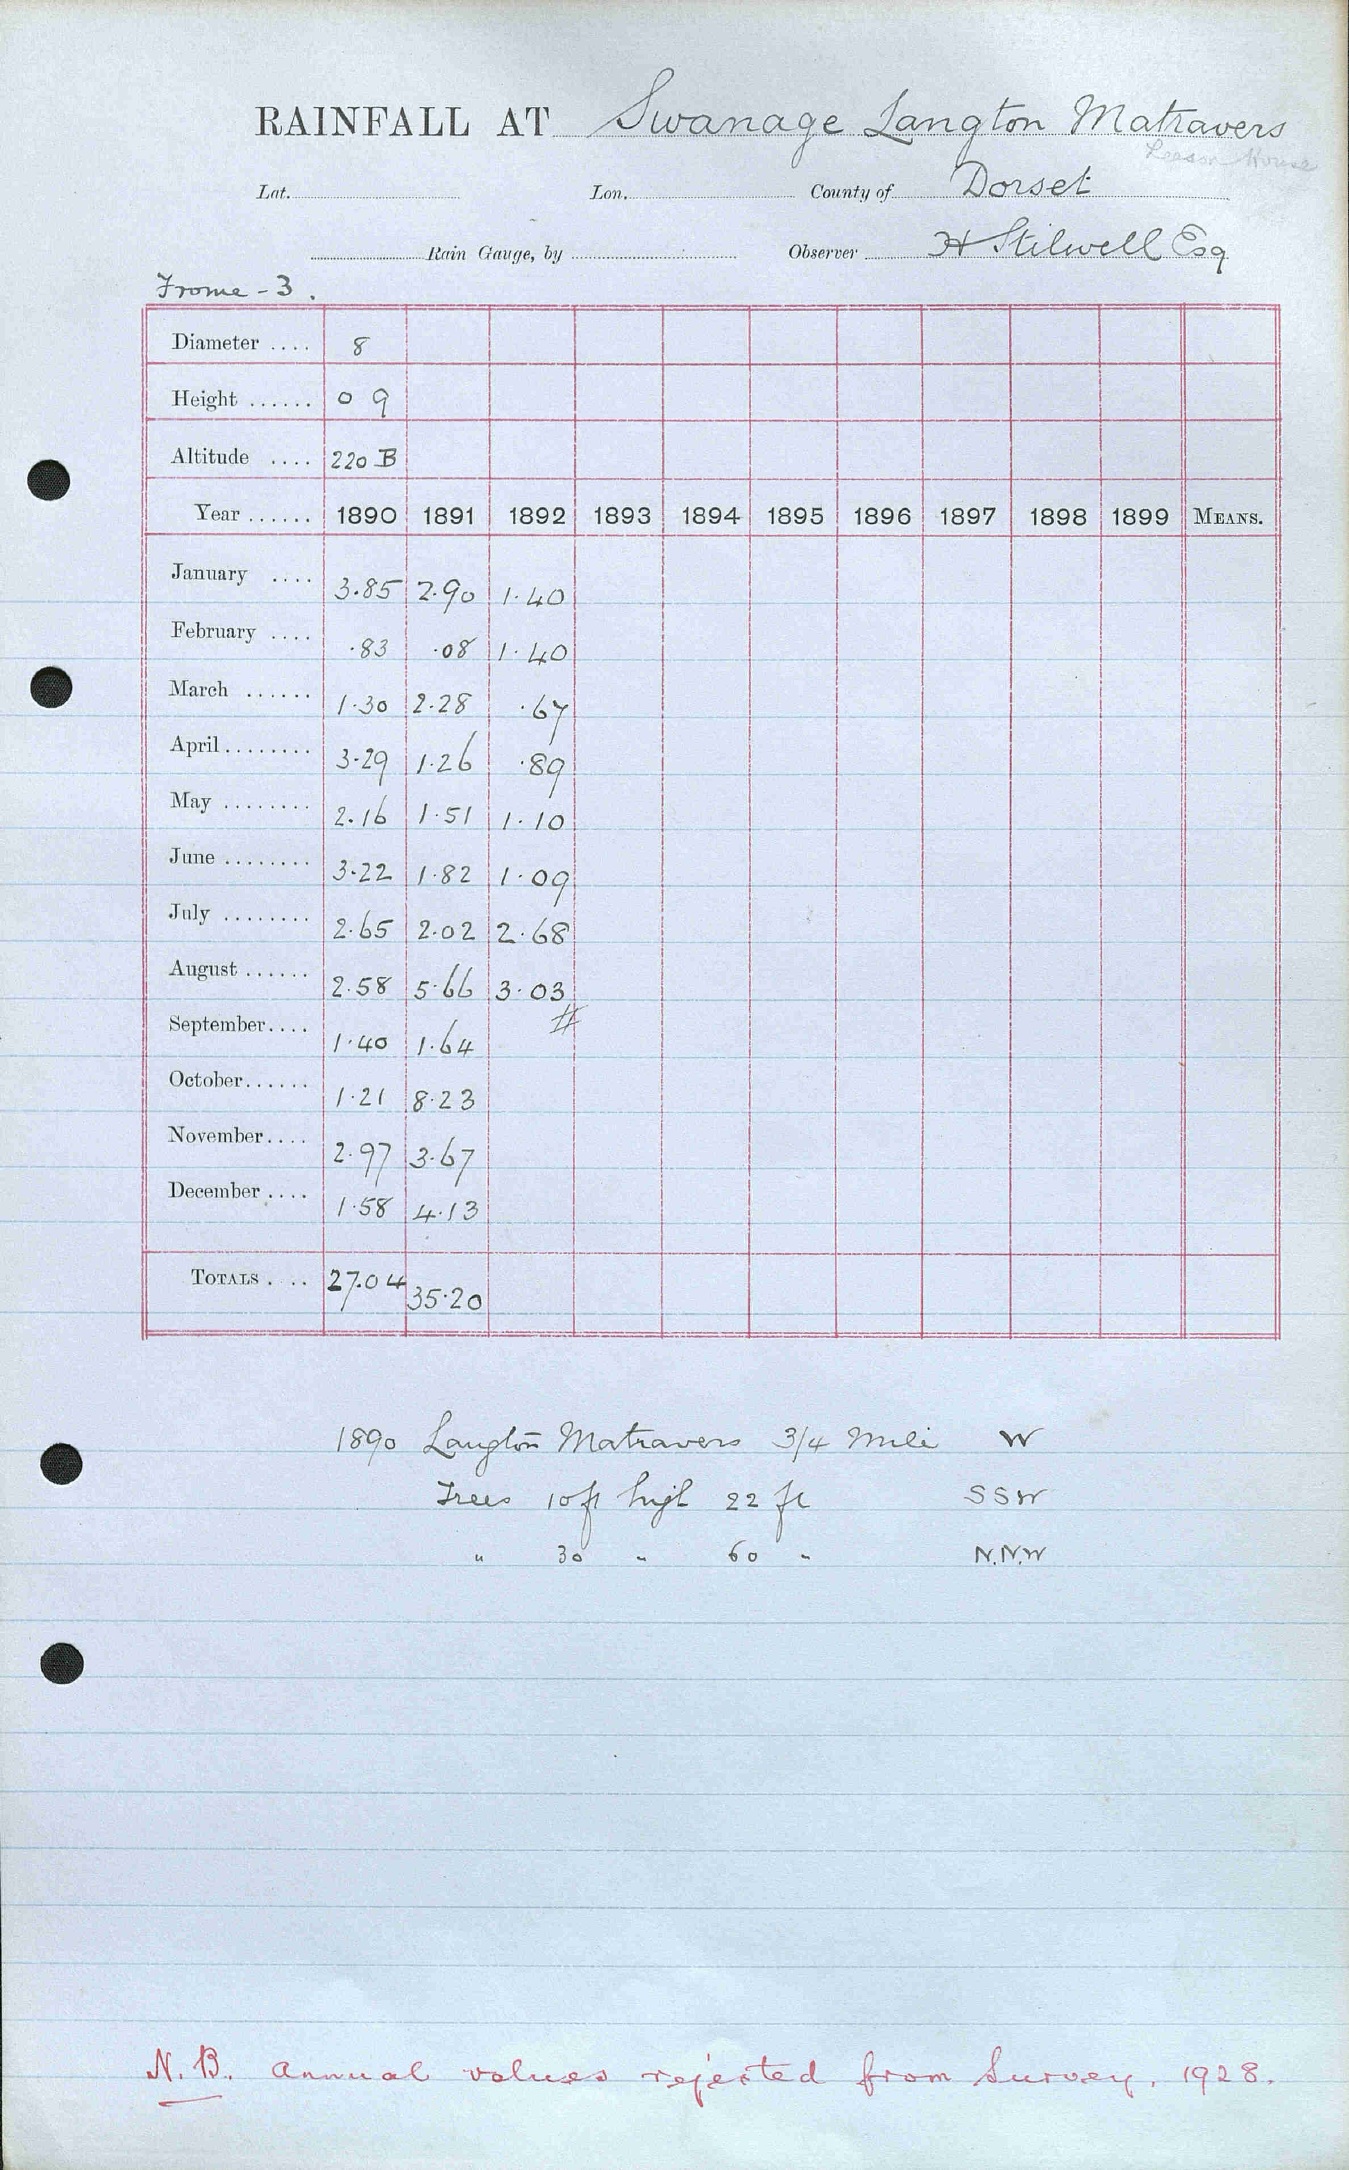 RAINFALL AT Swanage Langton Matravers
Leeson House
Lat. Lon. County of Dorset
Rain Gauge, by Observer H Stilwell Esq
Frome - 3.
Diameter .... 8
Height ...... 0 9
Altitude .... 220 B
Year ...... 1890 1891 1892 1893 1894 1895 1896 1897 1898 1899 MEANS.
January .... 3.85 2.90 1.40
February .... .83 .08 1.40
March ...... 1.30 2.28 .67
April ........ 3.29 1.26 .89
May ........ 2.16 1.51 1.10
June ........ 3.22 1.82 1.09
July ........ 2.65 2.02 2.68
August ...... 2.58 5.66 3.03
#
September.... 1.40 1.64
October...... 1.21 8.23
November.... 2.97 3.67
December .... 1.58 4.13
TOTALS . .. 27.04 35.20
1890 Langton Matravers 3/4 Mile W
Trees 10 ft high 22 ft SSW
" 30 " 60 " N.N.W
N.B. Annual values rejected from Survey, 1928.